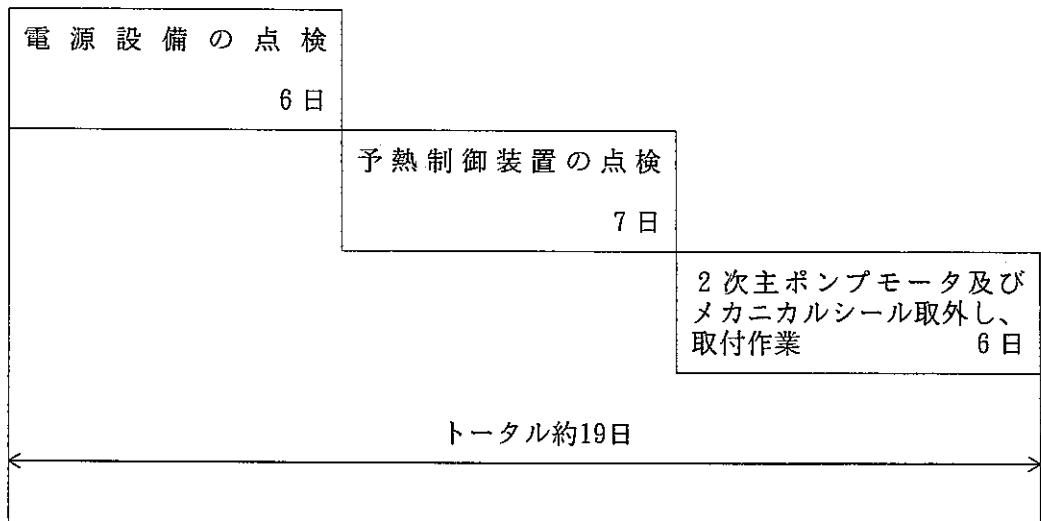 電源設備の点検
6日
予熱制御装置の点検
7日
2次主ポンプモータ及び
メカニカルシール取外し、
取付作業 6日
トータル約19日